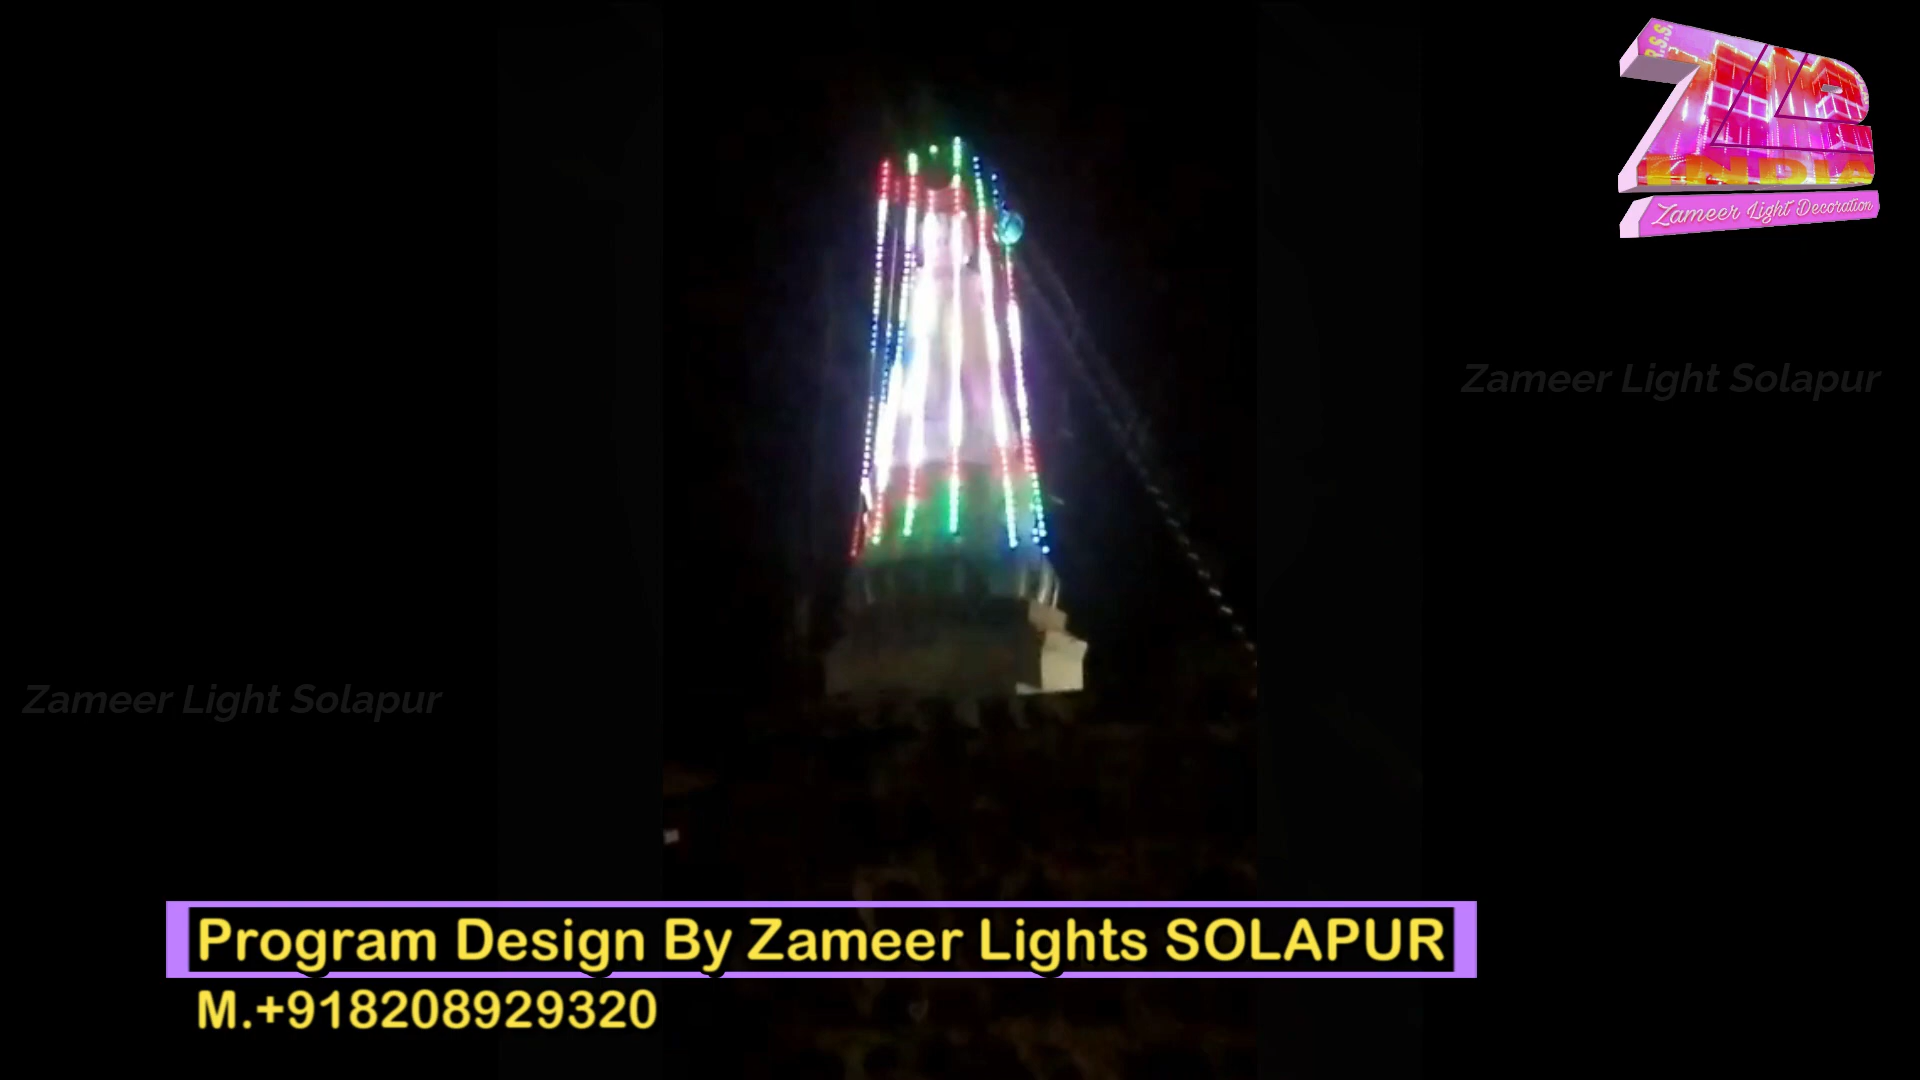 R.S.S.
INDIA
Zameer Light Decoration
Zameer Light Solapur
Zameer Light Solapur
Program Design By Zameer Lights SOLAPUR
M.+918208929320